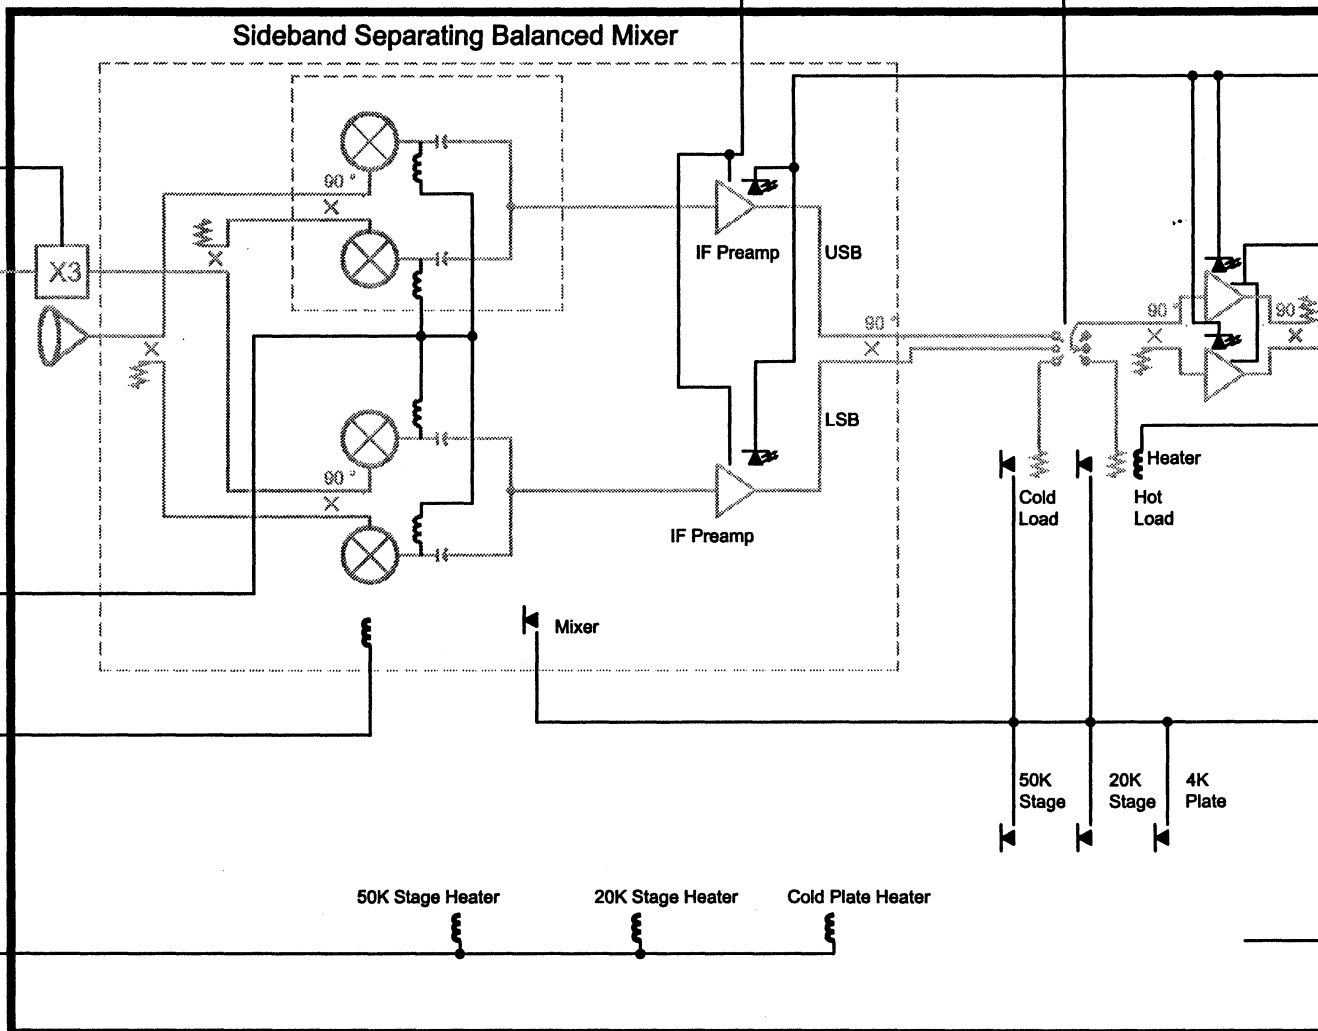 Sideband Separating Balanced Mixer
90 °
X3
IF Preamp
USB
90 °
90 °
90 °
LSB
90 °
Heater
Cold
Load
Hot
Load
IF Preamp
Mixer
50K
Stage
20K
Stage
4K
Plate
50K Stage Heater
20K Stage Heater
Cold Plate Heater